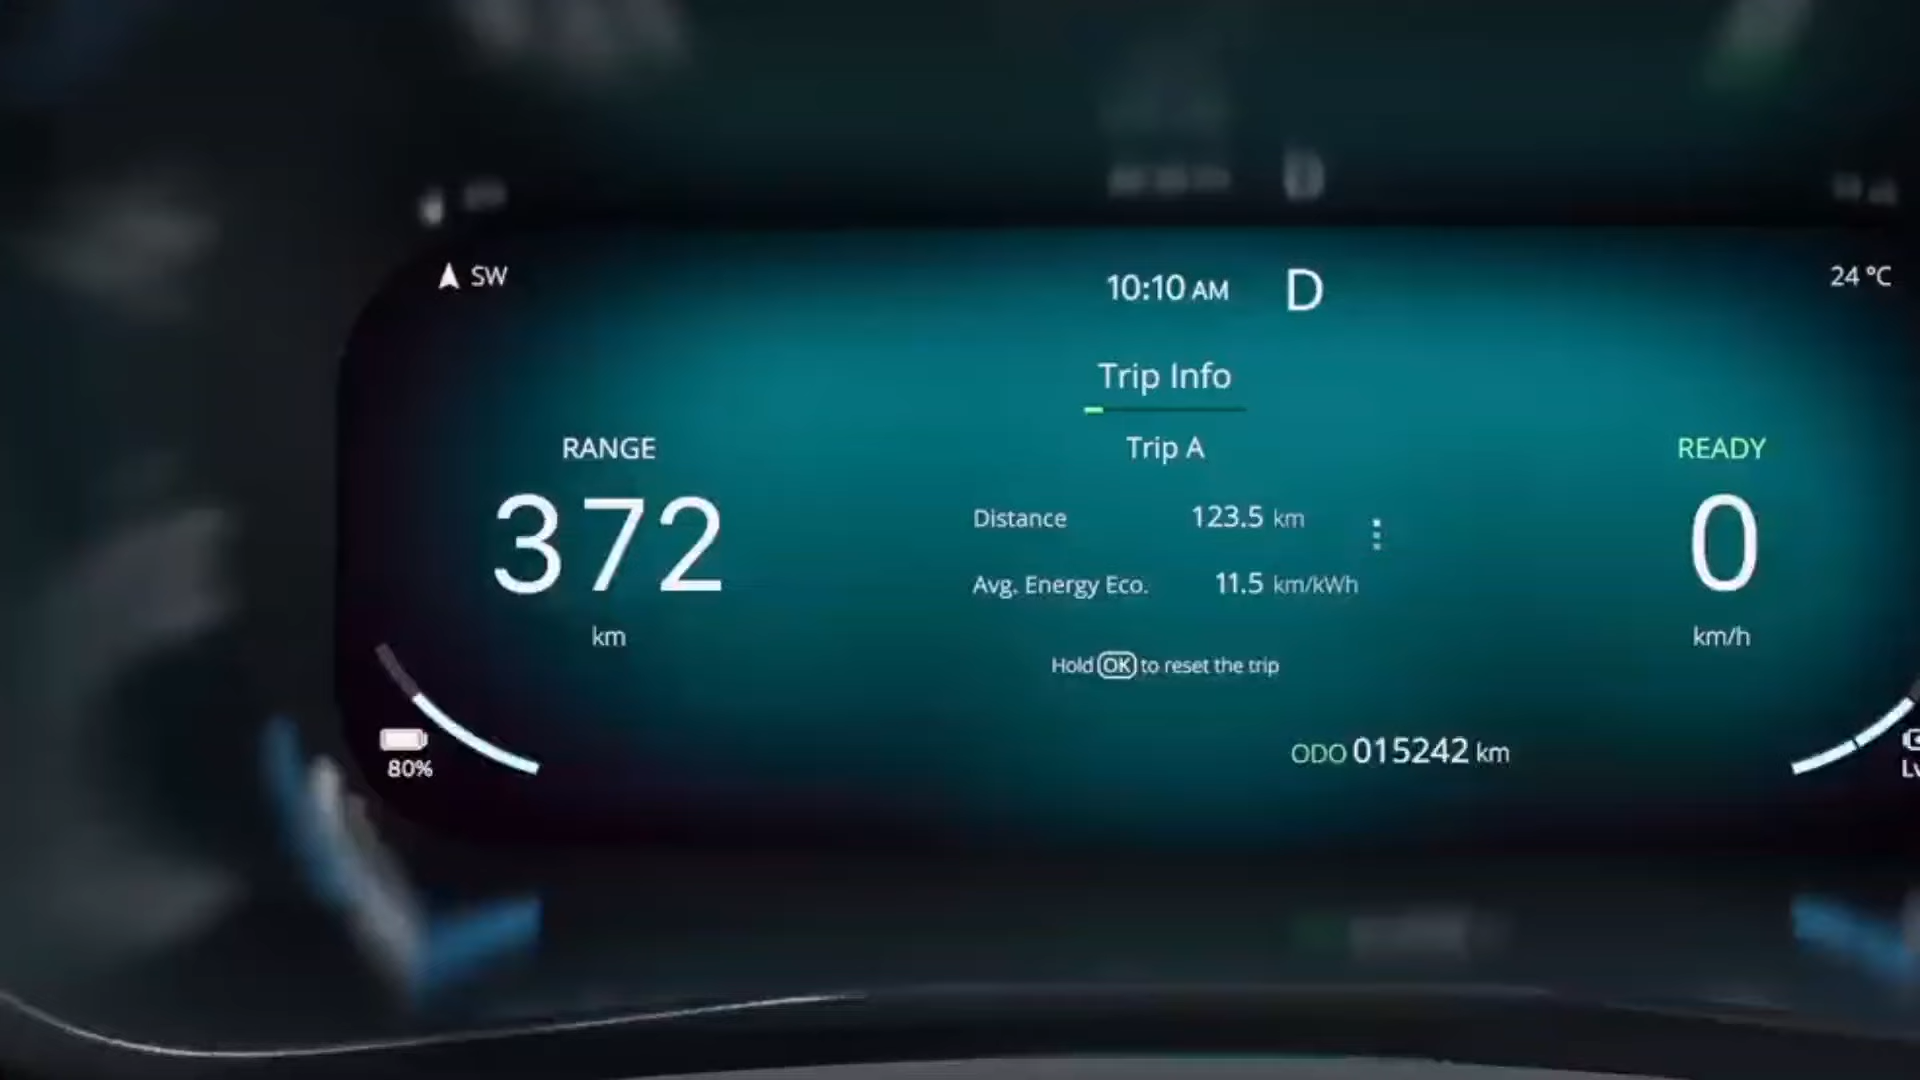 SW
10:10 AM D
24 °C
Trip Info
RANGE
372
km
Trip A
Distance 123.5 km
Avg. Energy Eco. 11.5 km/kWh
Hold OK to reset the trip
READY
0
km/h
80%
ODO 015242 km